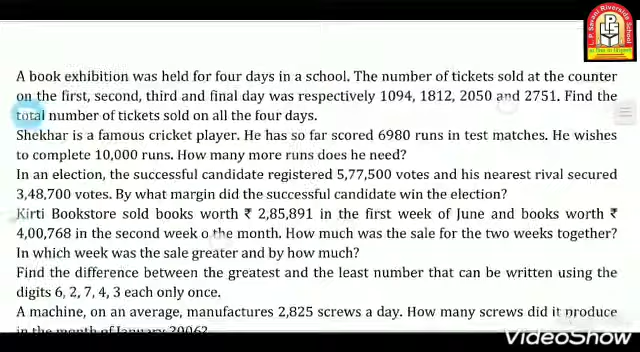 L. P. Savani Riverside School
A book exhibition was held for four days in a school. The number of tickets sold at the counter
on the first, second, third and final day was respectively 1094, 1812, 2050 and 2751. Find the
total number of tickets sold on all the four days.
Shekhar is a famous cricket player. He has so far scored 6980 runs in test matches. He wishes
to complete 10,000 runs. How many more runs does he need?
In an election, the successful candidate registered 5,77,500 votes and his nearest rival secured
3,48,700 votes. By what margin did the successful candidate win the election?
Kirti Bookstore sold books worth ₹ 2,85,891 in the first week of June and books worth ₹
4,00,768 in the second week o the month. How much was the sale for the two weeks together?
In which week was the sale greater and by how much?
Find the difference between the greatest and the least number that can be written using the
digits 6, 2, 7, 4, 3 each only once.
A machine, on an average, manufactures 2,825 screws a day. How many screws did it produce
in the month of January 2006?
VideoShow